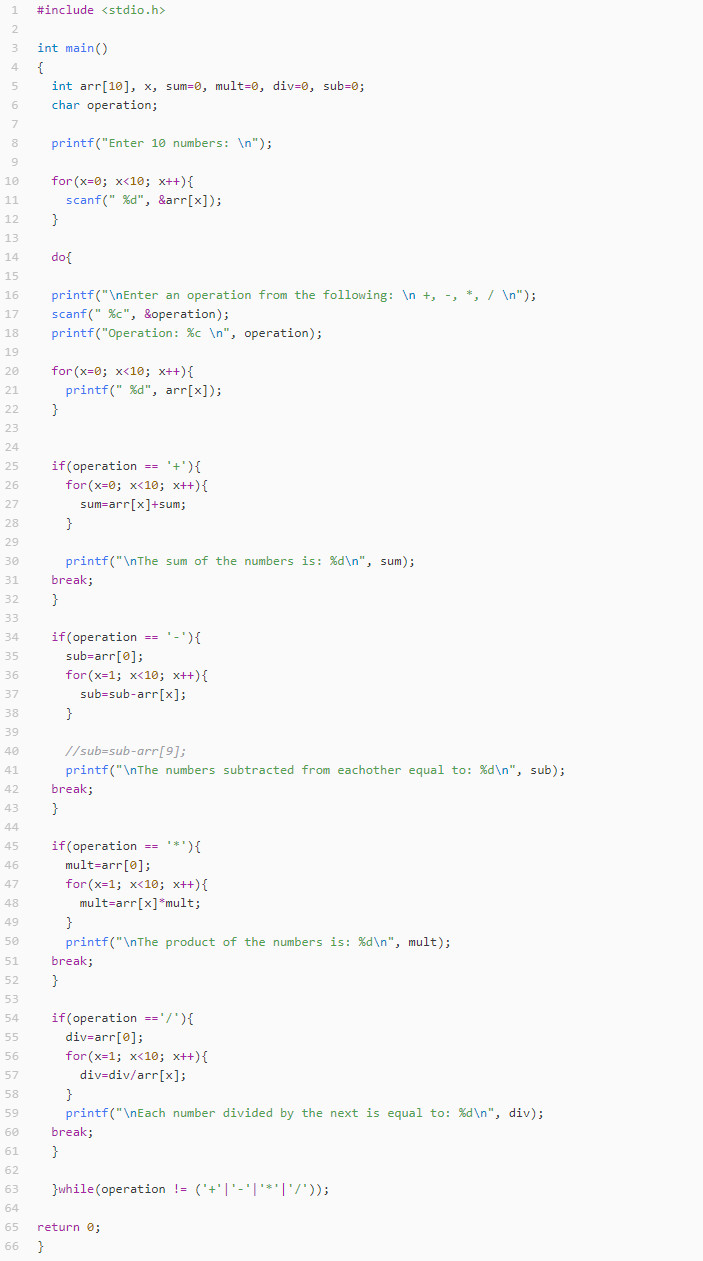 1 #include <stdio.h>
2
3 int main()
4 {
5   int arr[10], x, sum=0, mult=0, div=0, sub=0;
6   char operation;
7
8   printf("Enter 10 numbers: \n");
9
10   for(x=0; x<10; x++){
11     scanf(" %d", &arr[x]);
12   }
13
14   do{
15
16   printf("\nEnter an operation from the following: \n +, -, *, / \n");
17   scanf(" %c", &operation);
18   printf("Operation: %c \n", operation);
19
20   for(x=0; x<10; x++){
21     printf(" %d", arr[x]);
22   }
23
24
25   if(operation == '+'){
26     for(x=0; x<10; x++){
27       sum=arr[x]+sum;
28     }
29
30     printf("\nThe sum of the numbers is: %d\n", sum);
31   break;
32   }
33
34   if(operation == '-'){
35     sub=arr[0];
36     for(x=1; x<10; x++){
37       sub=sub-arr[x];
38     }
39
40     //sub=sub-arr[9];
41     printf("\nThe numbers subtracted from eachother equal to: %d\n", sub);
42   break;
43   }
44
45   if(operation == '*'){
46     mult=arr[0];
47     for(x=1; x<10; x++){
48       mult=arr[x]*mult;
49     }
50     printf("\nThe product of the numbers is: %d\n", mult);
51   break;
52   }
53
54   if(operation =='/'){
55     div=arr[0];
56     for(x=1; x<10; x++){
57       div=div/arr[x];
58     }
59     printf("\nEach number divided by the next is equal to: %d\n", div);
60   break;
61   }
62
63   }while(operation != ('+'|'-'|'*'|'/'));
64
65 return 0;
66 }